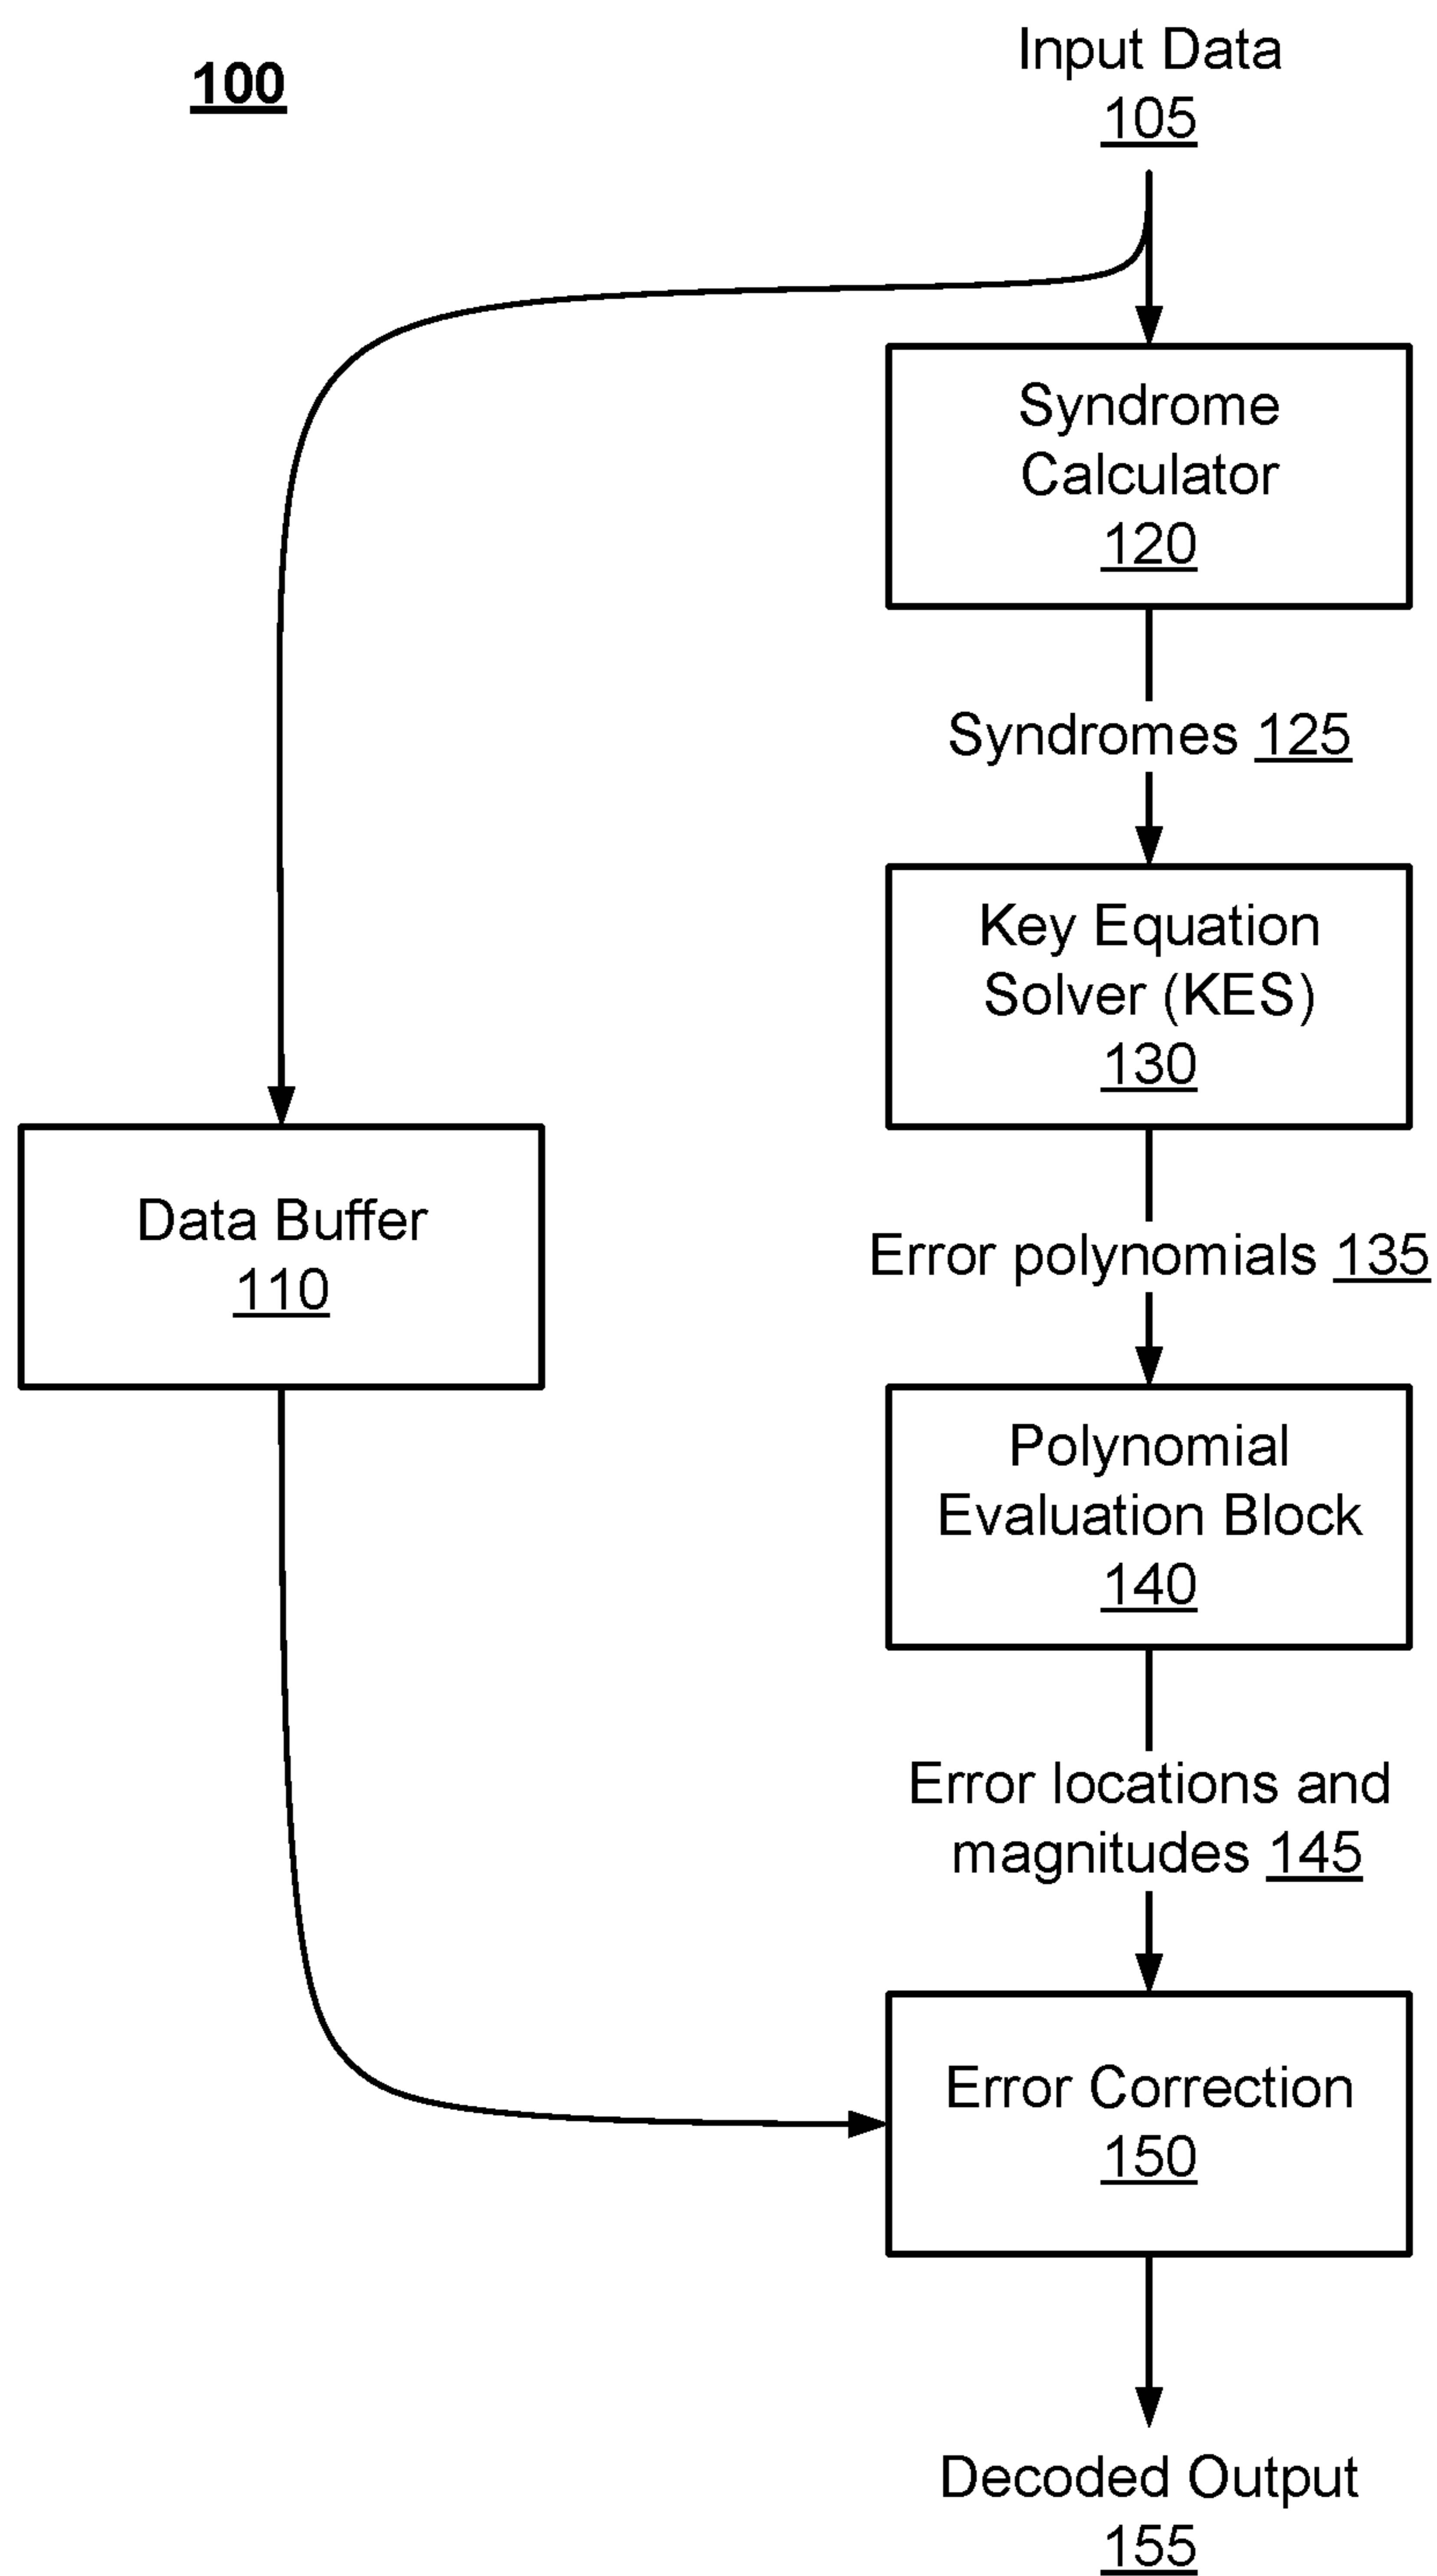 100
Input Data
105
Syndrome
Calculator
120
Syndromes 125
Key Equation
Solver (KES)
130
Data Buffer
110
Error polynomials 135
Polynomial
Evaluation Block
140
Error locations and
magnitudes 145
Error Correction
150
Decoded Output
155